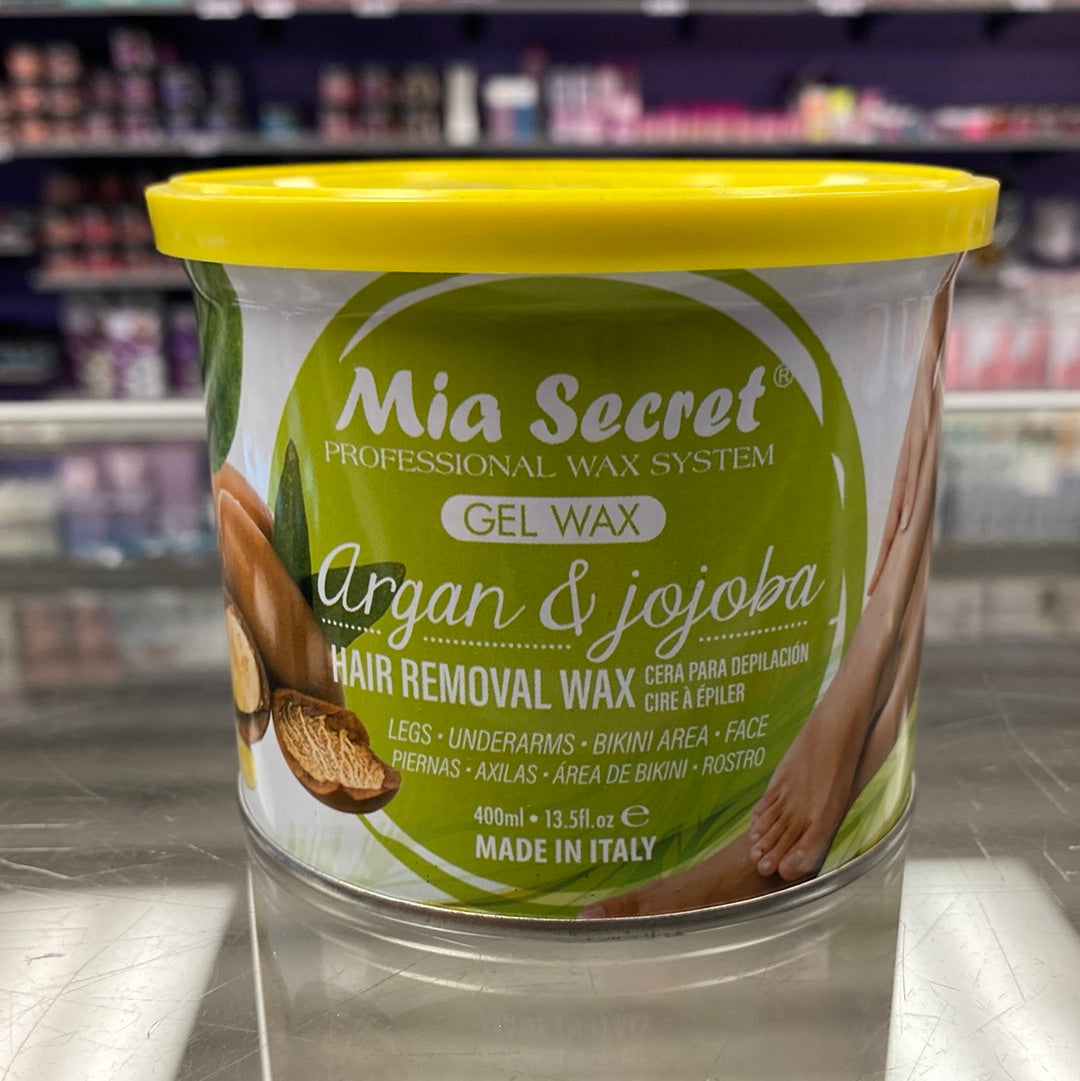 Mia Secret®
PROFESSIONAL WAX SYSTEM
GEL WAX
Argan & jojoba
HAIR REMOVAL WAX
CERA PARA DEPILACIÓN
CIRE À ÉPILER
LEGS · UNDERARMS · BIKINI AREA · FACE
PIERNAS · AXILAS · ÁREA DE BIKINI · ROSTRO
400ml • 13.5fl.oz ℮
MADE IN ITALY